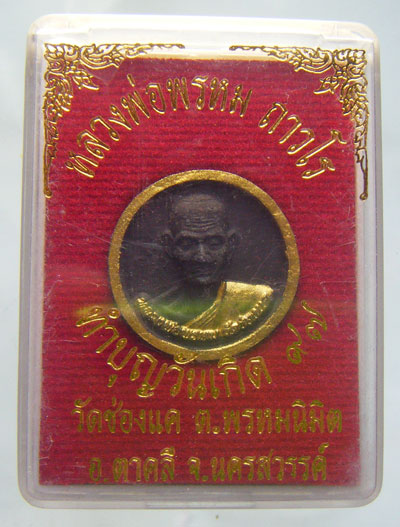 หลวงพ่อพรหม ถาวโร
ทำบุญวันเกิด ๙๗
วัดช่องแค ต.พรหมนิมิต
อ.ตาคลี จ.นครสวรรค์